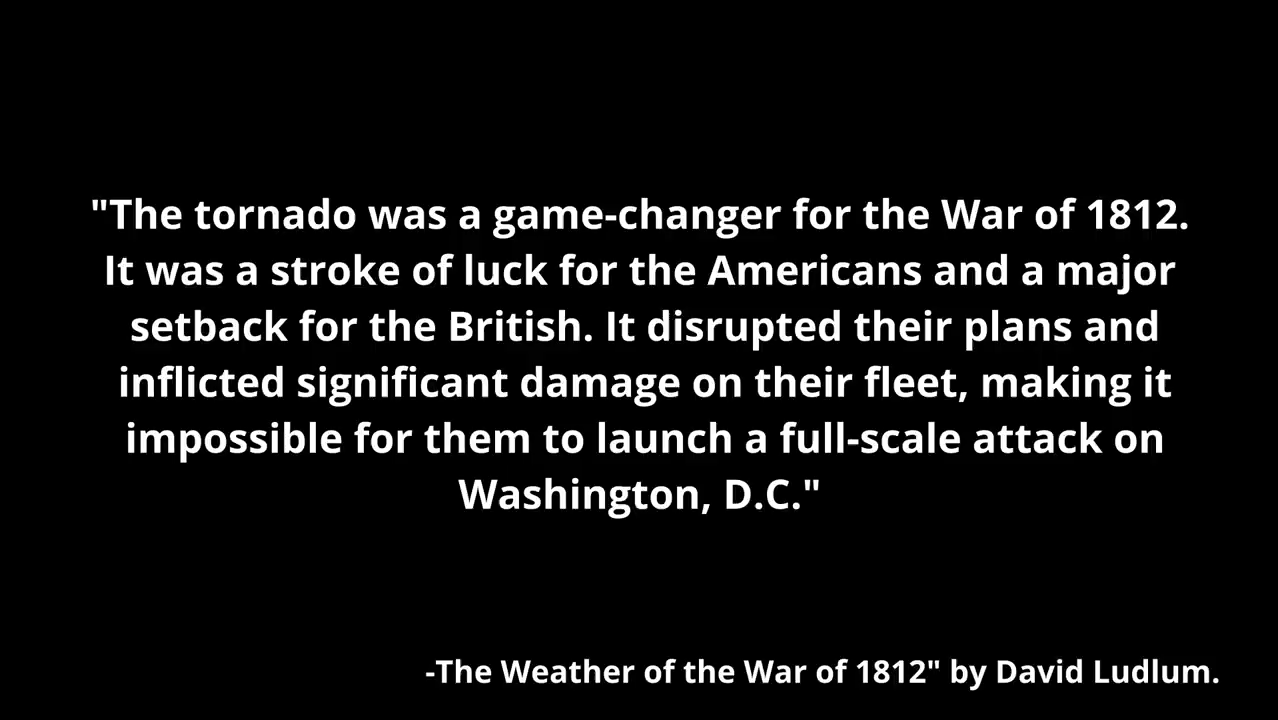 "The tornado was a game-changer for the War of 1812.
It was a stroke of luck for the Americans and a major
setback for the British. It disrupted their plans and
inflicted significant damage on their fleet, making it
impossible for them to launch a full-scale attack on
Washington, D.C."
-The Weather of the War of 1812" by David Ludlum.